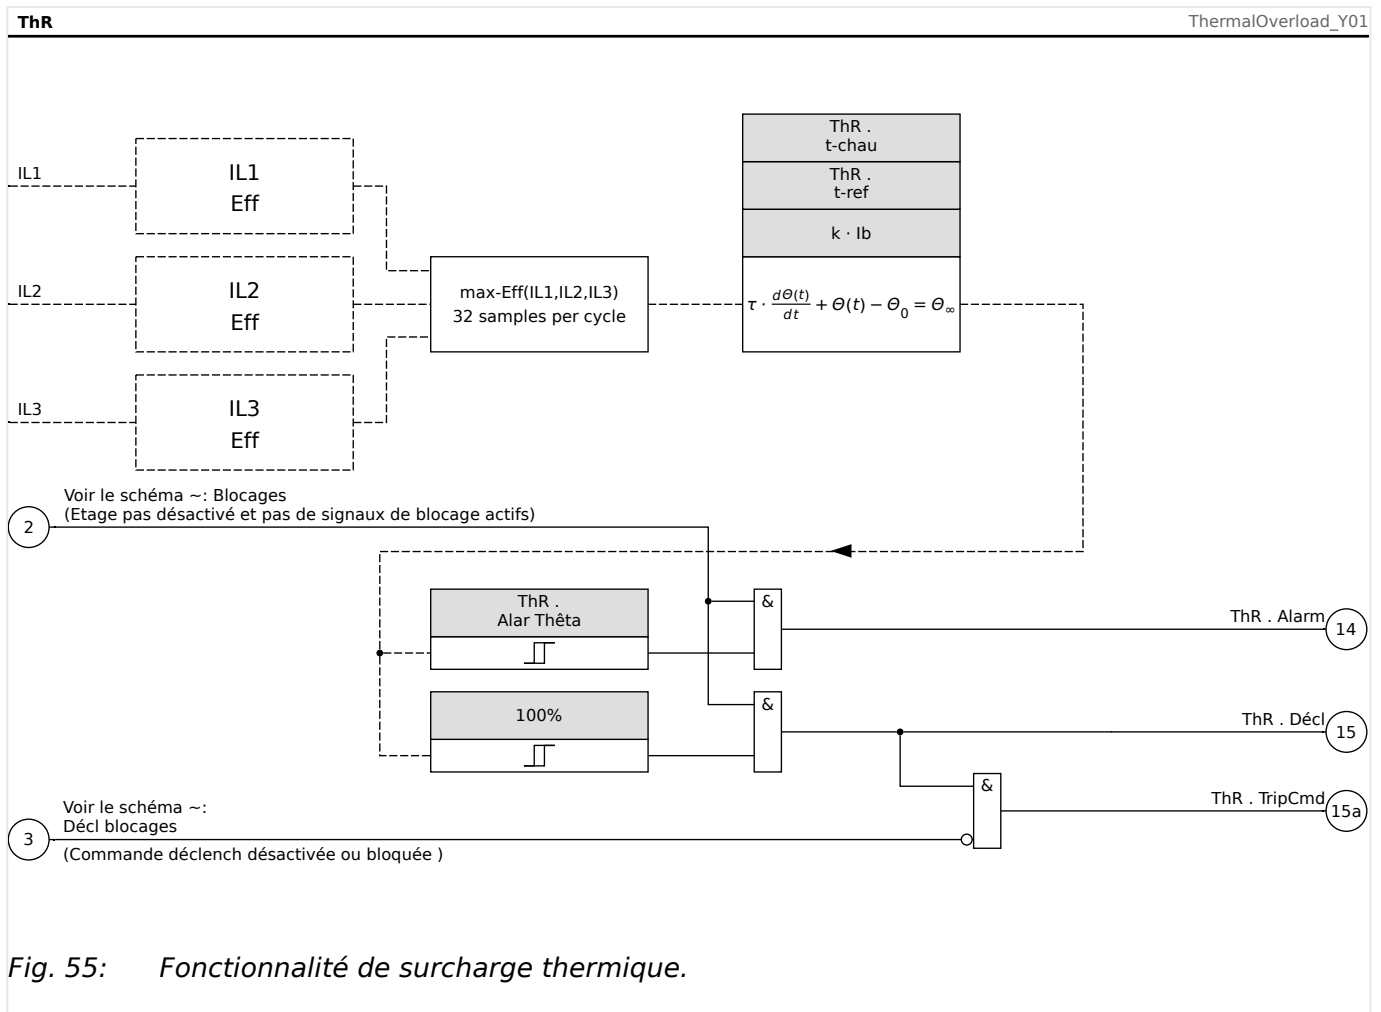 ThR
ThermalOverload_Y01
IL1
IL1
Eff
IL2
IL2
Eff
IL3
IL3
Eff
max-Eff(IL1,IL2,IL3)
32 samples per cycle
ThR .
t-chau
ThR .
t-ref
k · Ib
τ · dΘ(t)/dt + Θ(t) − Θ₀ = Θ∞
Voir le schéma ~: Blocages
2
(Etage pas désactivé et pas de signaux de blocage actifs)
ThR .
Alar Thêta
&
ThR . Alarm
14
100%
&
ThR . Décl
15
&
ThR . TripCmd
15a
Voir le schéma ~:
Décl blocages
3
(Commande déclench désactivée ou bloquée )
Fig. 55: Fonctionnalité de surcharge thermique.